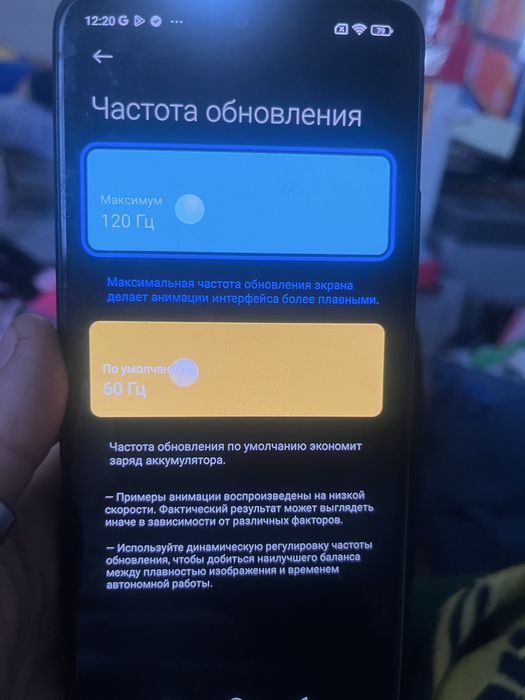 12:20 G
79
Частота обновления
Максимум
120 Гц
Максимальная частота обновления экрана
делает анимации интерфейса более плавными.
По умолчанию
60 Гц
Частота обновления по умолчанию экономит
заряд аккумулятора.
— Примеры анимации воспроизведены на низкой
скорости. Фактический результат может выглядеть
иначе в зависимости от различных факторов.
— Используйте динамическую регулировку частоты
обновления, чтобы добиться наилучшего баланса
между плавностью изображения и временем
автономной работы.